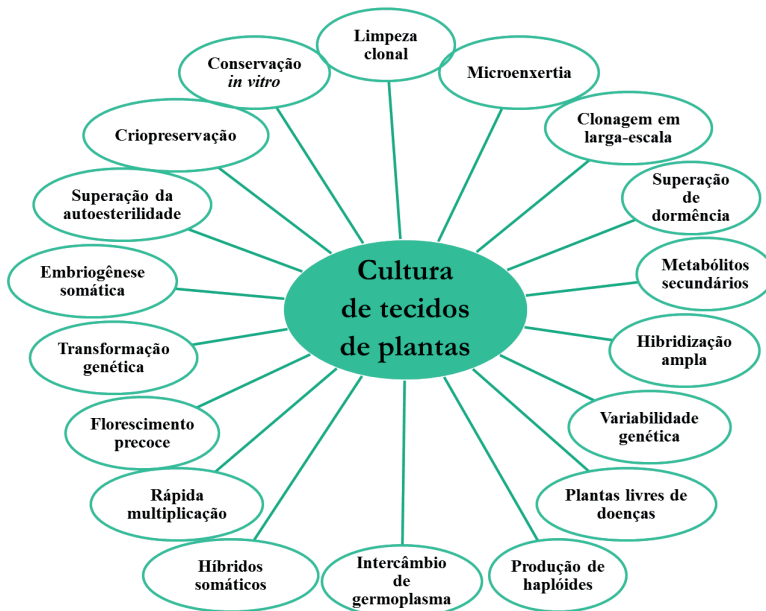 Limpeza
clonal
Microenxertia
Clonagem em
larga-escala
Superação
de
dormência
Metabólitos
secundários
Hibridização
ampla
Variabilidade
genética
Plantas livres de
doenças
Produção de
haplóides
Intercâmbio
de
germoplasma
Híbridos
somáticos
Rápida
multiplicação
Florescimento
precoce
Transformação
genética
Embriogênese
somática
Superação da
autoesterilidade
Criopreservação
Conservação
in vitro
Cultura
de tecidos
de plantas